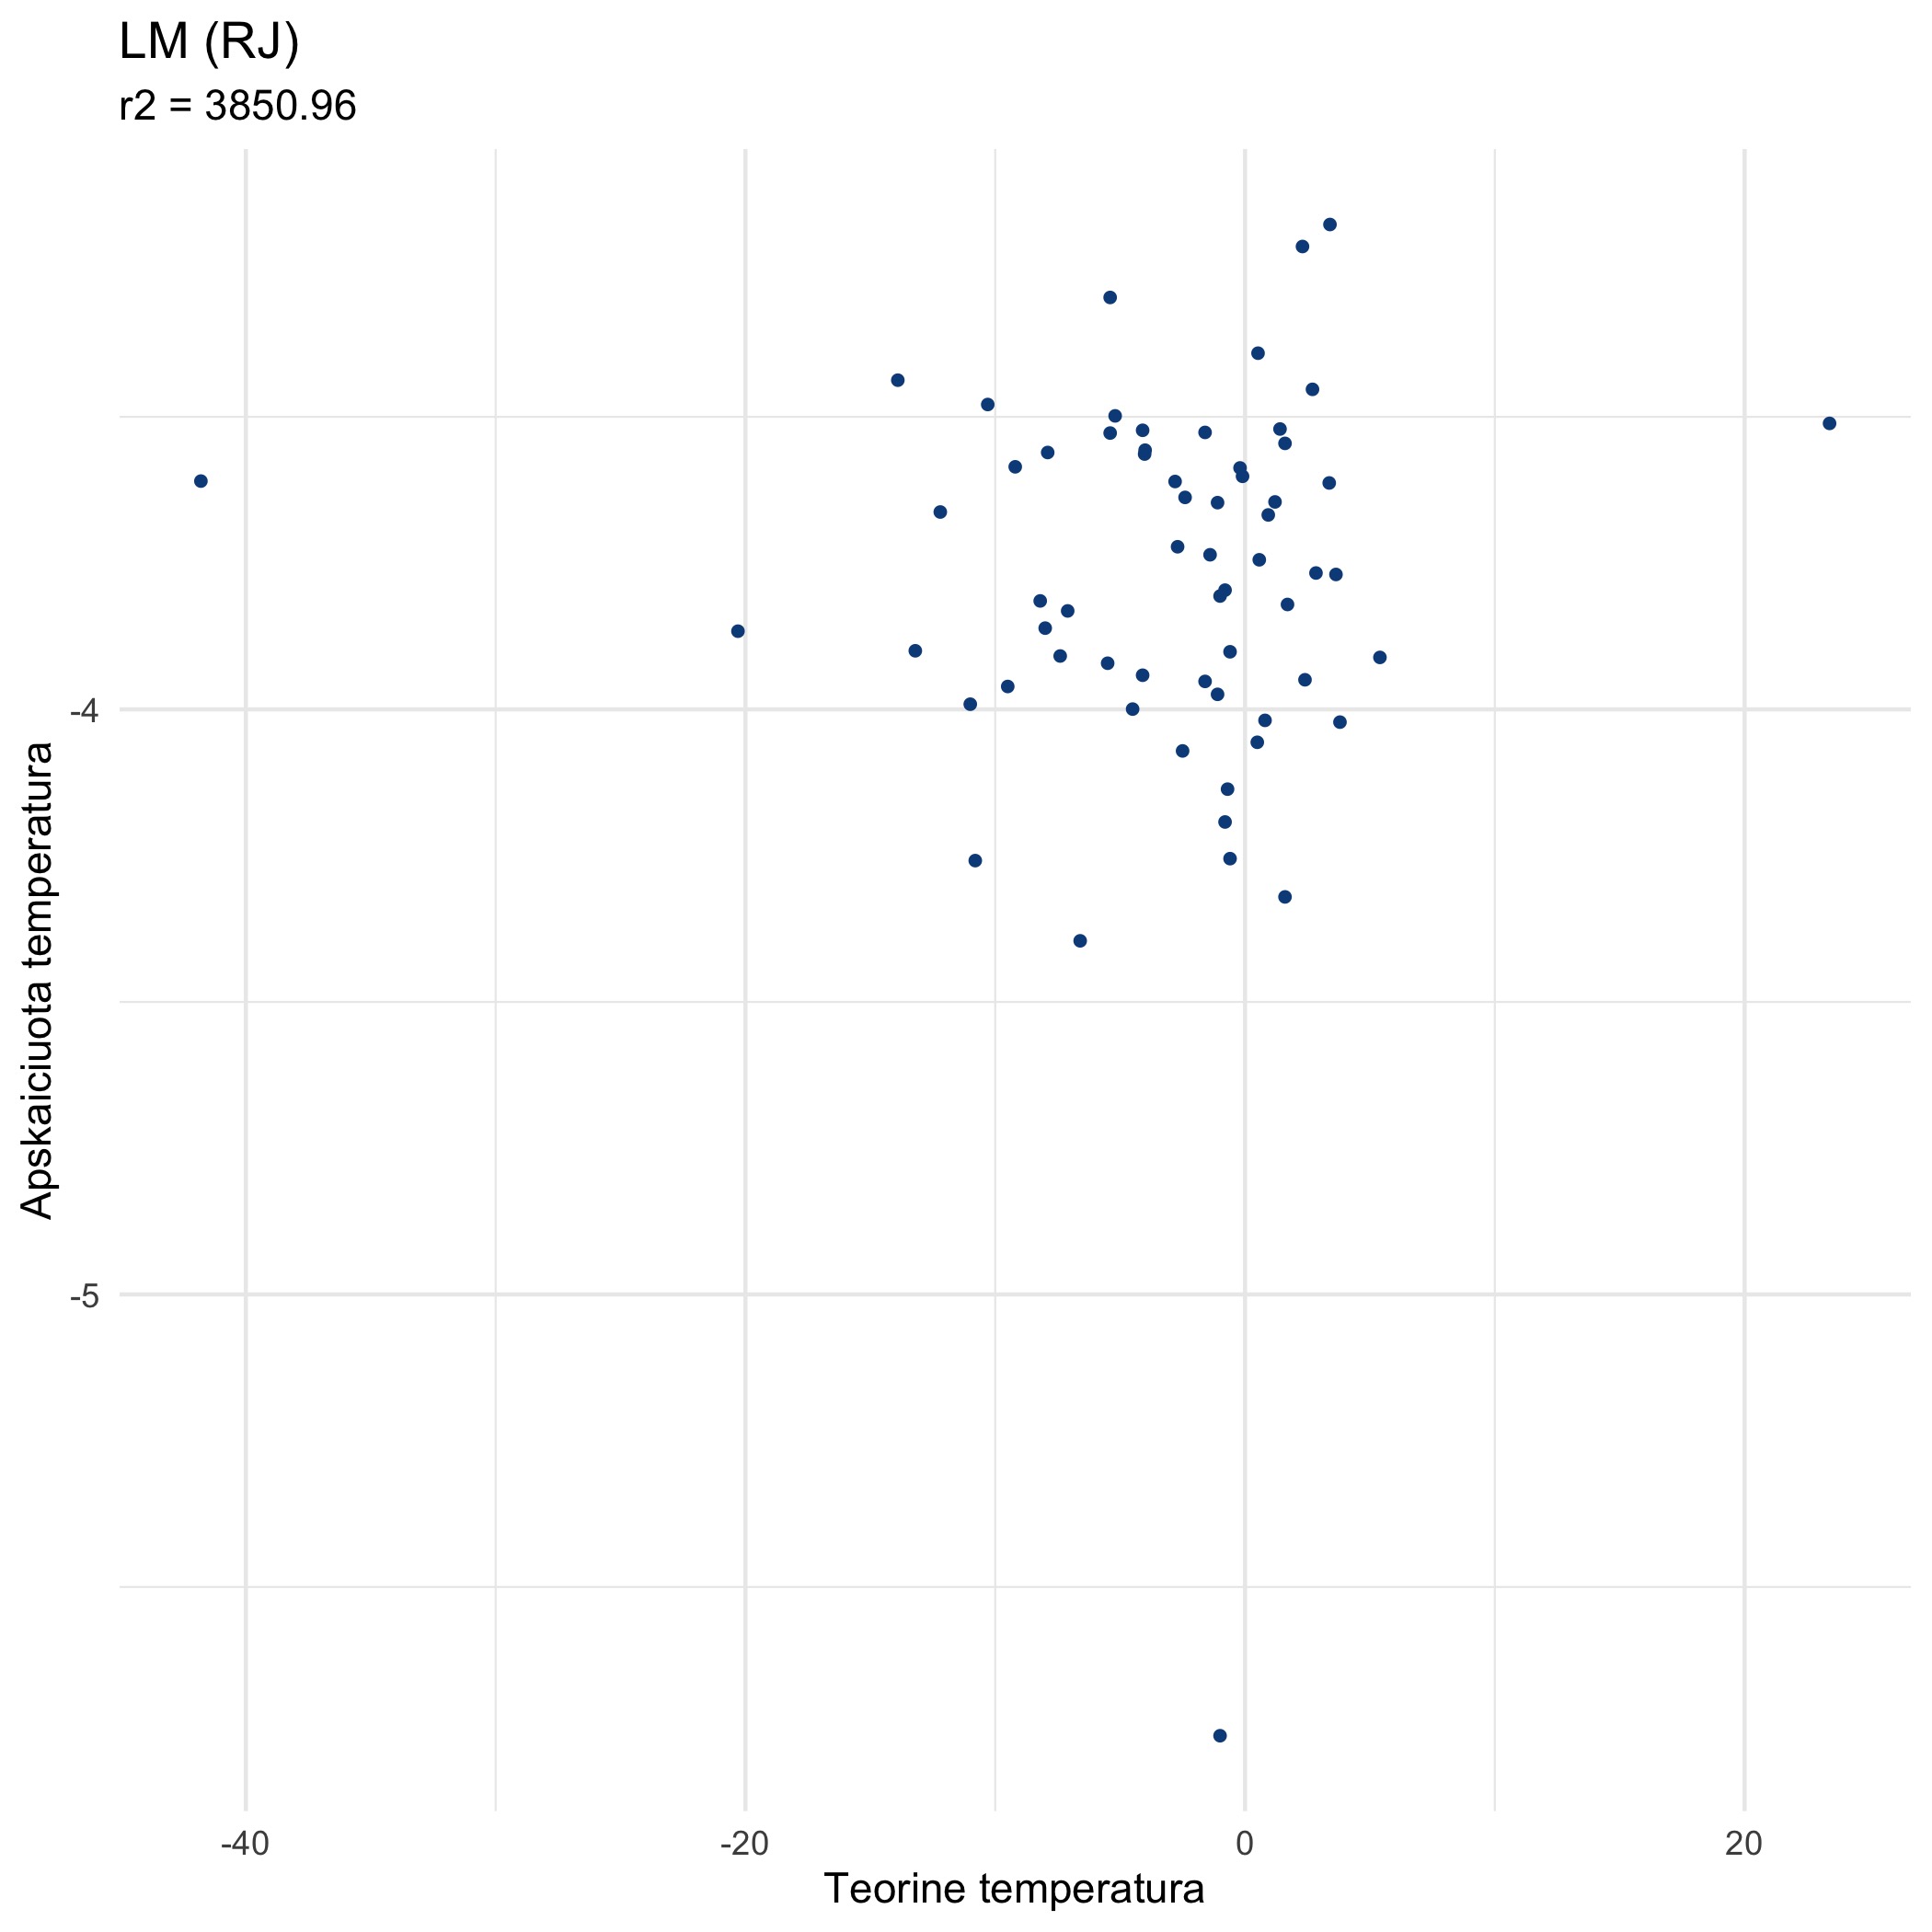 LM (RJ)
r2 = 3850.96
Apskaiciuota temperatura
-4
-5
-40
-20
0
20
Teorine temperatura